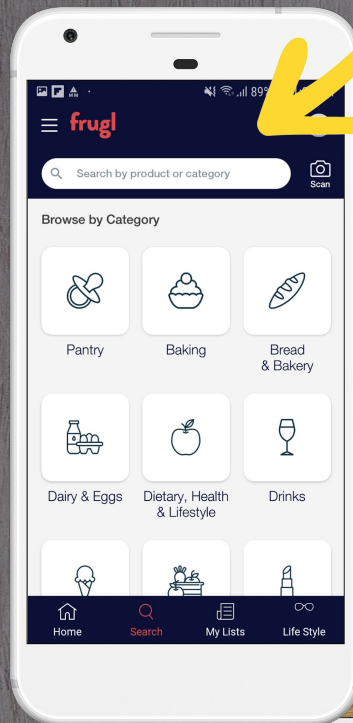 89%
frugl
Search by product or category
Scan
Browse by Category
Pantry
Baking
Bread
& Bakery
Dairy & Eggs
Dietary, Health
& Lifestyle
Drinks
Home
Search
My Lists
Life Style